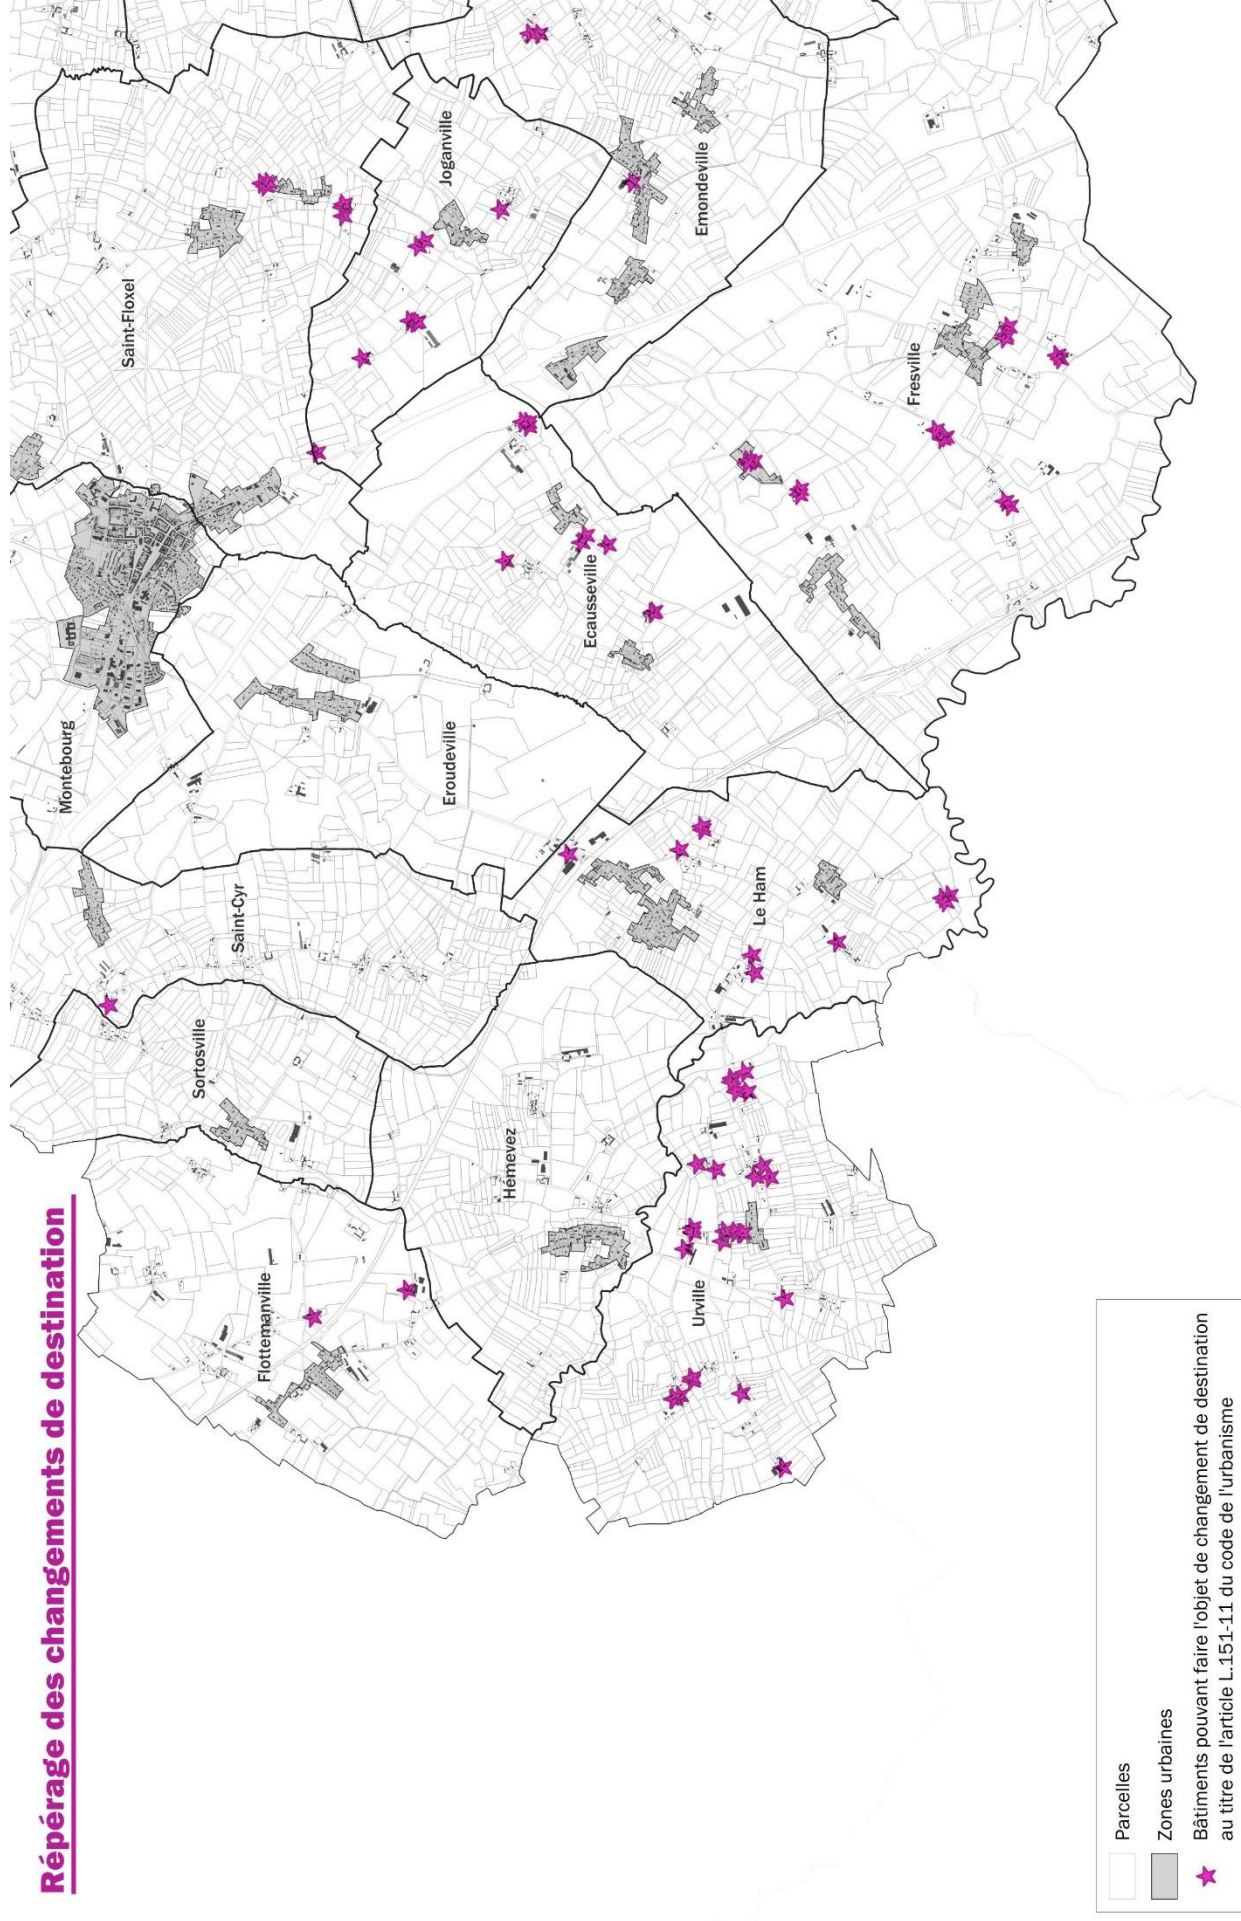 Répérage des changements de destination
Flottemanville
Sortosville
Saint-Cyr
Montebourg
Saint-Floxel
Hémevez
Eroudeville
Joganville
Urville
Le Ham
Ecausseville
Emondeville
Fresville
Parcelles
Zones urbaines
Bâtiments pouvant faire l'objet de changement de destination
au titre de l'article L.151-11 du code de l'urbanisme